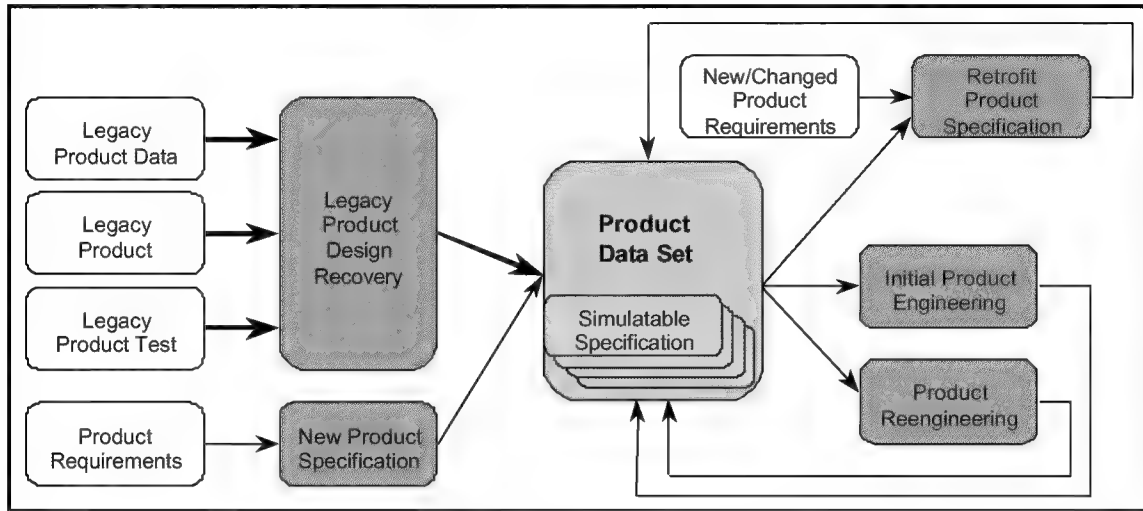 Legacy
Product Data
Legacy
Product
Legacy
Product Test
Product
Requirements
Legacy
Product
Design
Recovery
New Product
Specification
Product
Data Set
Simulatable
Specification
New/Changed
Product
Requirements
Retrofit
Product
Specification
Initial Product
Engineering
Product
Reengineering